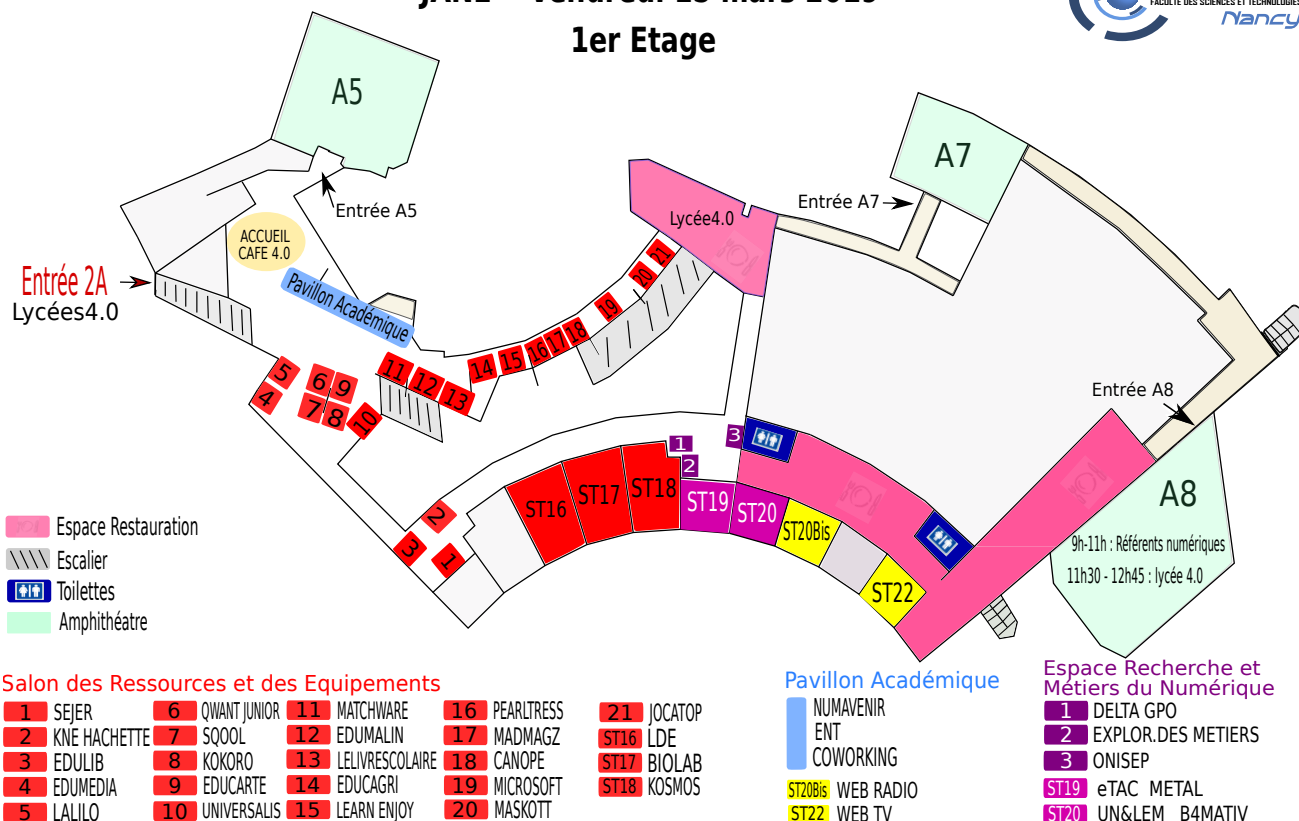 FACULTE DES SCIENCES ET TECHNOLOGIES
Nancy
1er Etage
A5
A7
Entrée A7
Entrée A5
Lycée4.0
ACCUEIL
CAFE 4.0
Entrée 2A
Lycées4.0
Pavillon Académique
21
20
19
18
17
16
15
14
11
12
13
5
4
6
9
7
8
10
Entrée A8
1
2
3
A8
9h-11h : Référents numériques
11h30 - 12h45 : lycée 4.0
ST16
ST17
ST18
ST19
ST20
ST20Bis
ST22
2
3
1
Espace Restauration
Escalier
Toilettes
Amphithéatre
Salon des Ressources et des Equipements
1 SEJER
2 KNE HACHETTE
3 EDULIB
4 EDUMEDIA
5 LALILO
6 QWANT JUNIOR
7 SQOOL
8 KOKORO
9 EDUCARTE
10 UNIVERSALIS
11 MATCHWARE
12 EDUMALIN
13 LELIVRESCOLAIRE
14 EDUCAGRI
15 LEARN ENJOY
16 PEARLTRESS
17 MADMAGZ
18 CANOPE
19 MICROSOFT
20 MASKOTT
21 JOCATOP
ST16 LDE
ST17 BIOLAB
ST18 KOSMOS
Pavillon Académique
NUMAVENIR
ENT
COWORKING
ST20Bis WEB RADIO
ST22 WEB TV
Espace Recherche et
Métiers du Numérique
1 DELTA GPO
2 EXPLOR.DES METIERS
3 ONISEP
ST19 eTAC METAL
ST20 UN&LEM B4MATIV